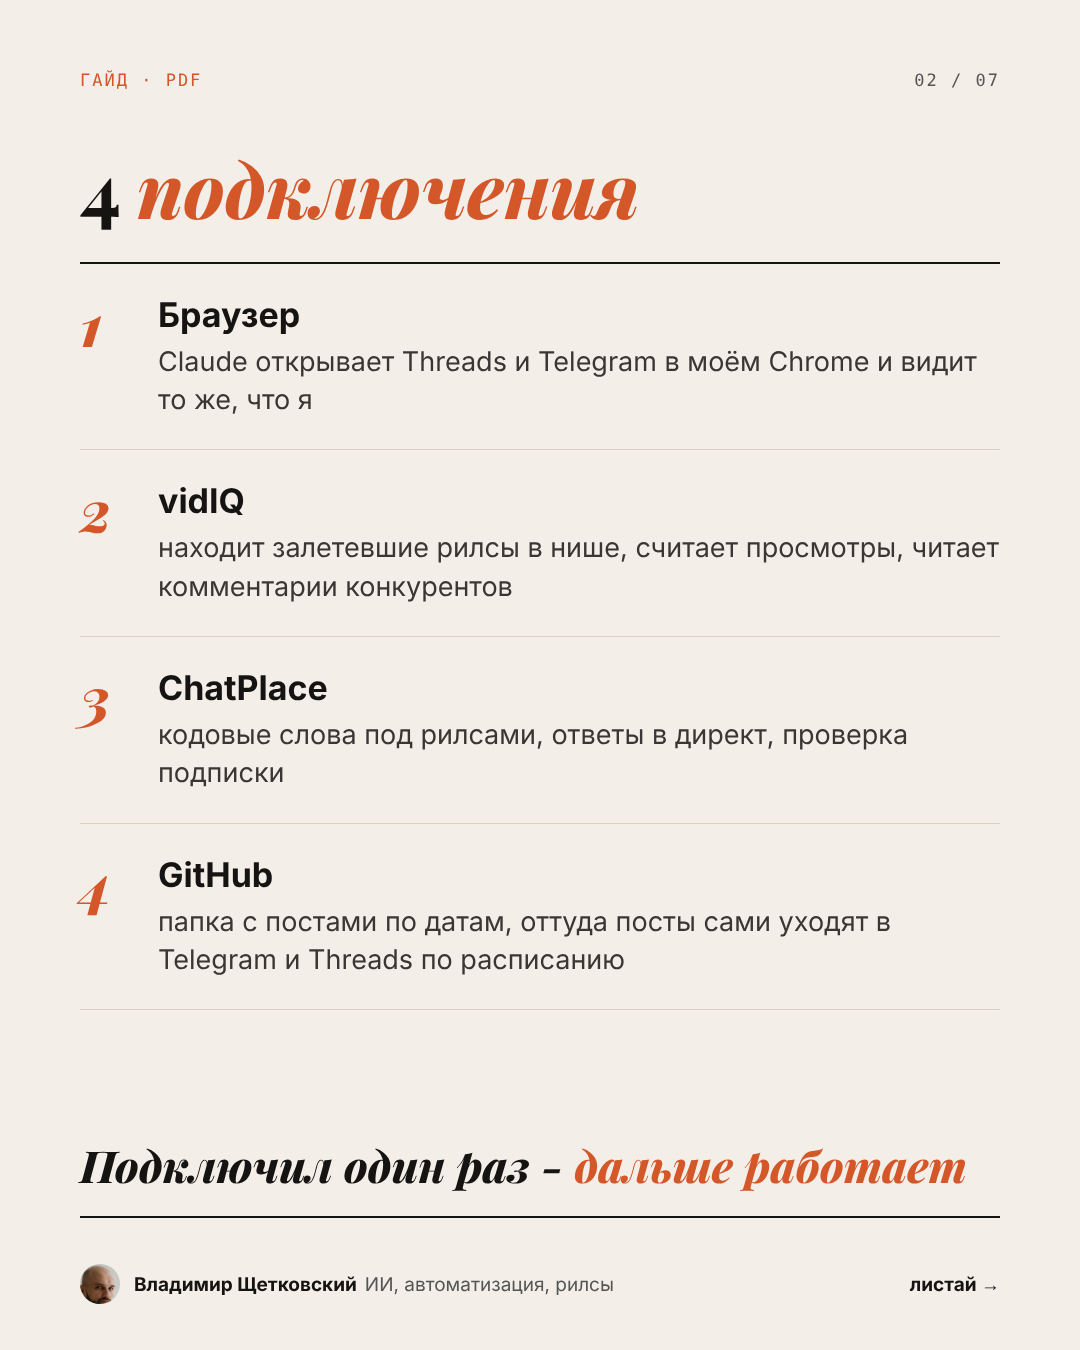 ГАЙД · PDF
02 / 07
4 подключения
1
Браузер
Claude открывает Threads и Telegram в моём Chrome и видит
то же, что я
2
vidIQ
находит залетевшие рилсы в нише, считает просмотры, читает
комментарии конкурентов
3
ChatPlace
кодовые слова под рилсами, ответы в директ, проверка
подписки
4
GitHub
папка с постами по датам, оттуда посты сами уходят в
Telegram и Threads по расписанию
Подключил один раз - дальше работает
Владимир Щетковский ИИ, автоматизация, рилсы
листай →